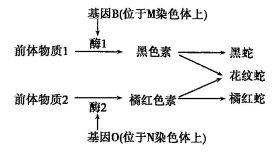 基因B(位于M染色体上)
酶1
前体物质1 黑色素 黑蛇
花纹蛇
前体物质2 橘红色素 橘红蛇
酶2
基因O(位于N染色体上)